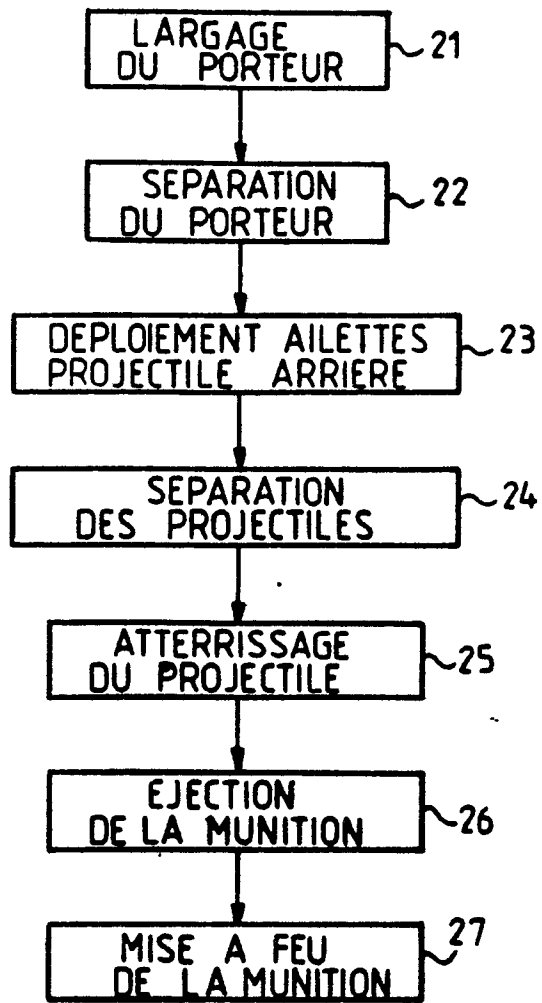 LARGAGE
DU PORTEUR
21
SEPARATION
DU PORTEUR
22
DEPLOIEMENT AILETTES
PROJECTILE ARRIERE
23
SEPARATION
DES PROJECTILES
24
ATTERRISSAGE
DU PROJECTILE
25
EJECTION
DE LA MUNITION
26
MISE A FEU
DE LA MUNITION
27